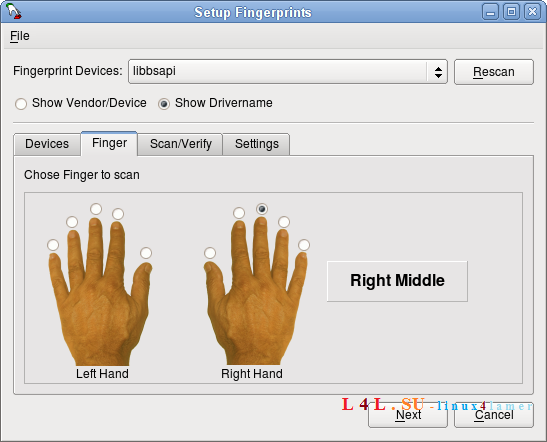 Setup Fingerprints
File
Fingerprint Devices: libbsapi Rescan
Show Vendor/Device Show Drivername
Devices Finger Scan/Verify Settings
Chose Finger to scan
Right Middle
Left Hand Right Hand
L4L.SU-linux4lamer
Next Cancel